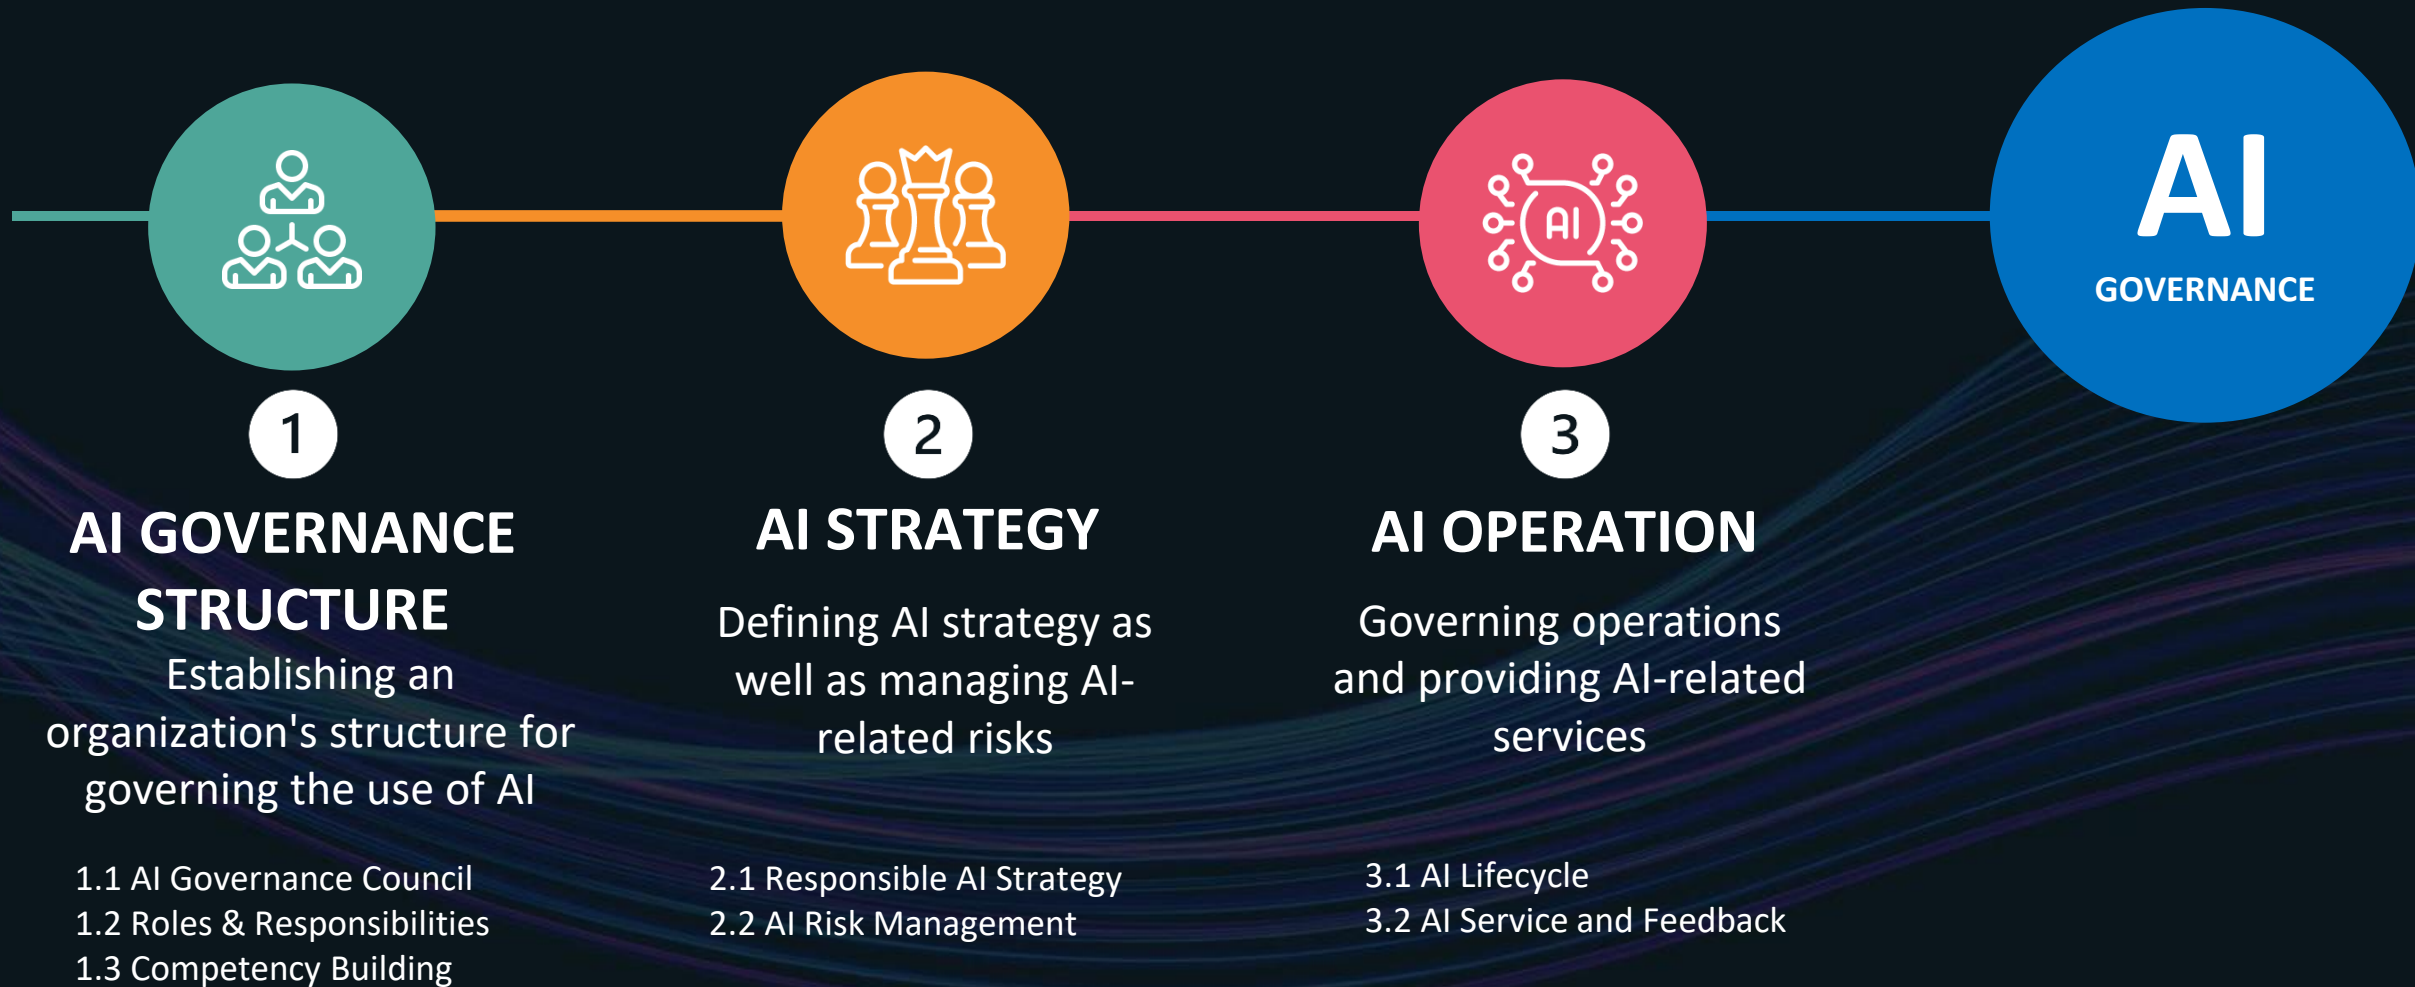 AI
GOVERNANCE
AI
1
AI GOVERNANCE
STRUCTURE
Establishing an
organization's structure for
governing the use of AI
1.1 AI Governance Council
1.2 Roles & Responsibilities
1.3 Competency Building
2
AI STRATEGY
Defining AI strategy as
well as managing AI-
related risks
2.1 Responsible AI Strategy
2.2 AI Risk Management
3
AI OPERATION
Governing operations
and providing AI-related
services
3.1 AI Lifecycle
3.2 AI Service and Feedback